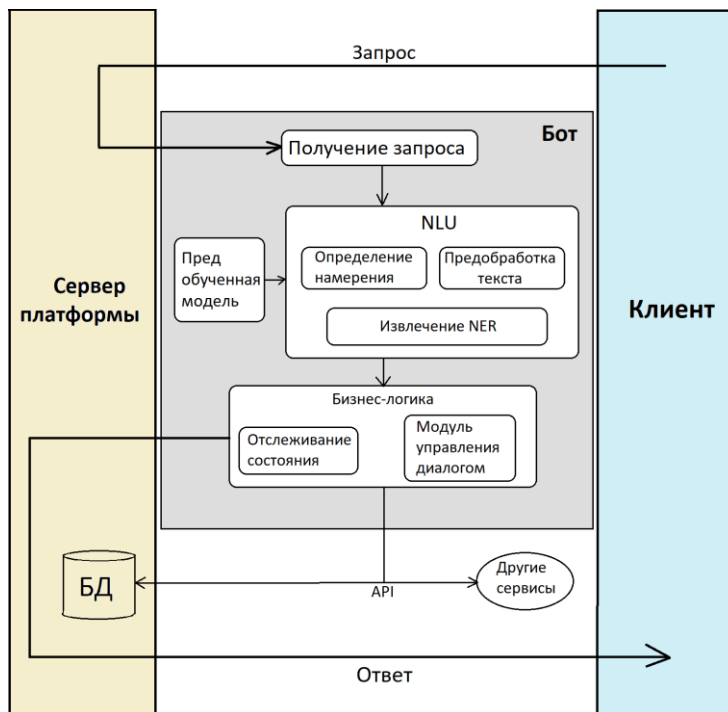 Запрос
Бот
Получение запроса
NLU
Пред
обученная
модель
Определение
намерения
Предобработка
текста
Извлечение NER
Сервер
платформы
Клиент
Бизнес-логика
Отслеживание
состояния
Модуль
управления
диалогом
БД
API
Другие
сервисы
Ответ